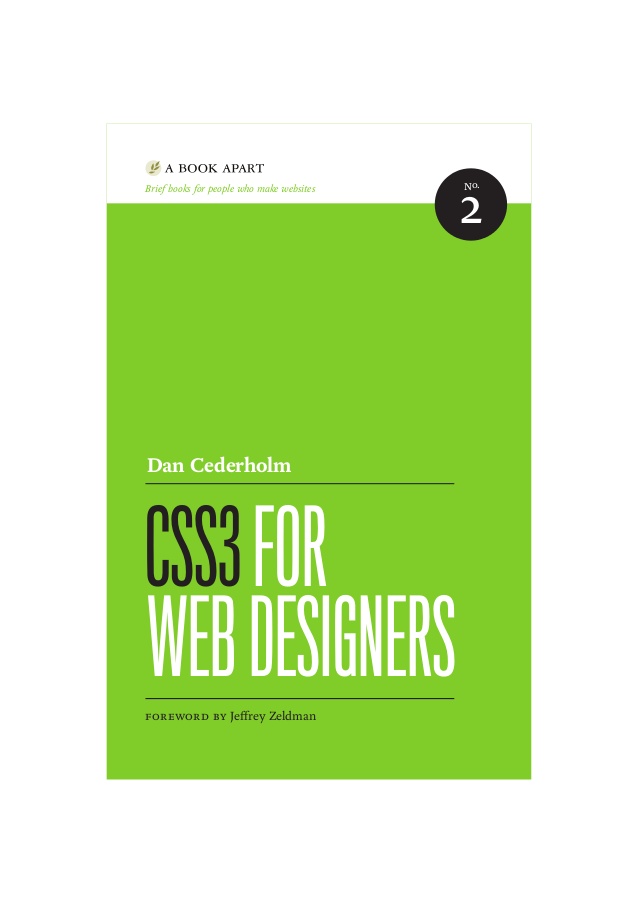 A BOOK APART
Brief books for people who make websites
No.
2
Dan Cederholm
CSS3 FOR
WEB DESIGNERS
FOREWORD BY Jeffrey Zeldman